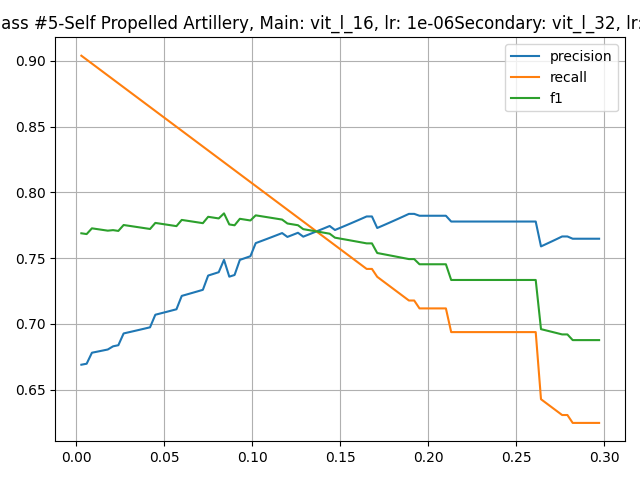 ass #5-Self Propelled Artillery, Main: vit_l_16, lr: 1e-06Secondary: vit_l_32, lr:
precision
recall
f1
0.90
0.85
0.80
0.75
0.70
0.65
0.00 0.05 0.10 0.15 0.20 0.25 0.30